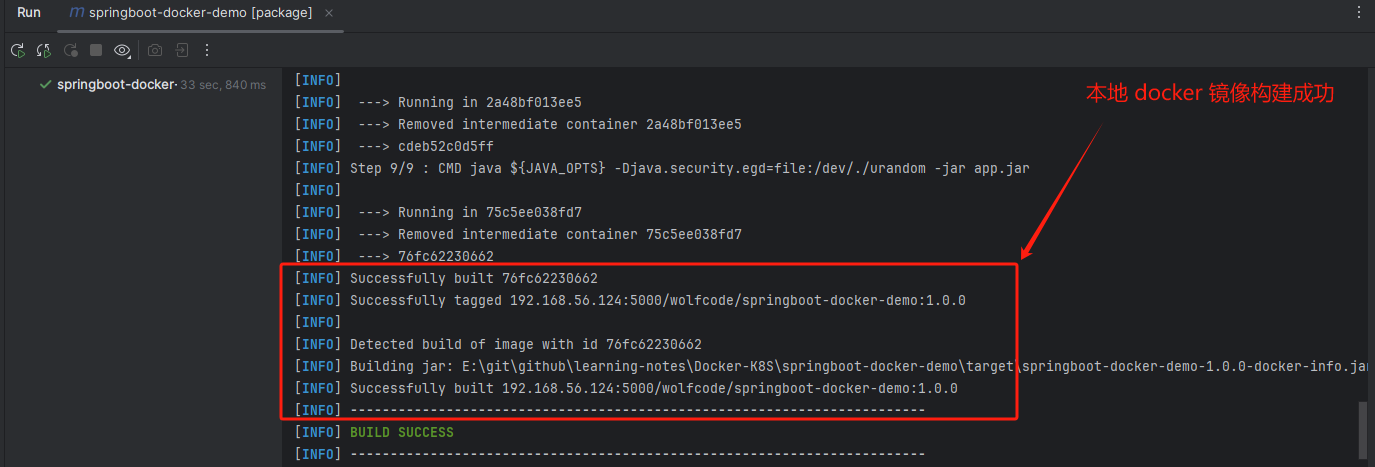 Run
springboot-docker-demo [package]
springboot-docker- 33 sec, 840 ms
[INFO]
[INFO] ---> Running in 2a48bf013ee5
[INFO] ---> Removed intermediate container 2a48bf013ee5
[INFO] ---> cdeb52c0d5ff
[INFO] Step 9/9 : CMD java ${JAVA_OPTS} -Djava.security.egd=file:/dev/./urandom -jar app.jar
[INFO]
[INFO] ---> Running in 75c5ee038fd7
[INFO] ---> Removed intermediate container 75c5ee038fd7
[INFO] ---> 76fc62230662
[INFO] Successfully built 76fc62230662
[INFO] Successfully tagged 192.168.56.124:5000/wolfcode/springboot-docker-demo:1.0.0
[INFO]
[INFO] Detected build of image with id 76fc62230662
[INFO] Building jar: E:\git\github\learning-notes\Docker-K8S\springboot-docker-demo\target\springboot-docker-demo-1.0.0-docker-info.jar
[INFO] Successfully built 192.168.56.124:5000/wolfcode/springboot-docker-demo:1.0.0
[INFO] ------------------------------------------------------------------------
[INFO] BUILD SUCCESS
[INFO] ------------------------------------------------------------------------
本地 docker 镜像构建成功